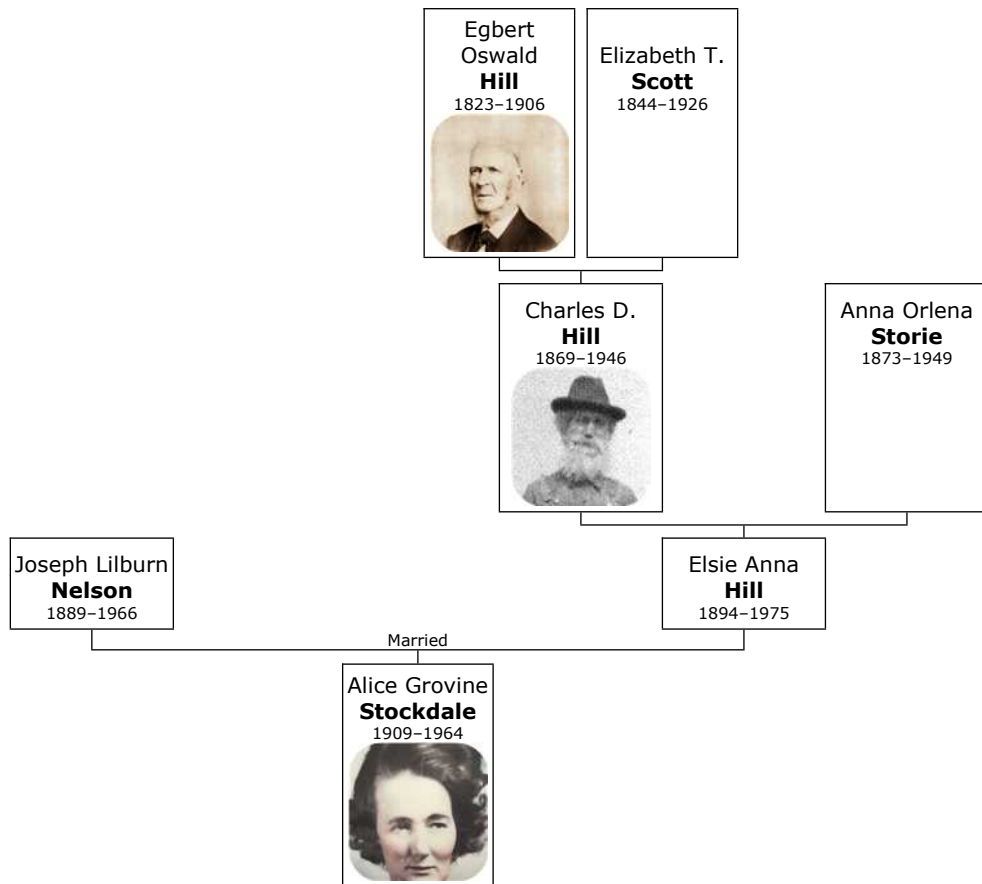 Egbert
Oswald
Hill
1823–1906
Elizabeth T.
Scott
1844–1926
Charles D.
Hill
1869–1946
Anna Orlena
Storie
1873–1949
Joseph Lilburn
Nelson
1889–1966
Elsie Anna
Hill
1894–1975
Married
Alice Grovine
Stockdale
1909–1964